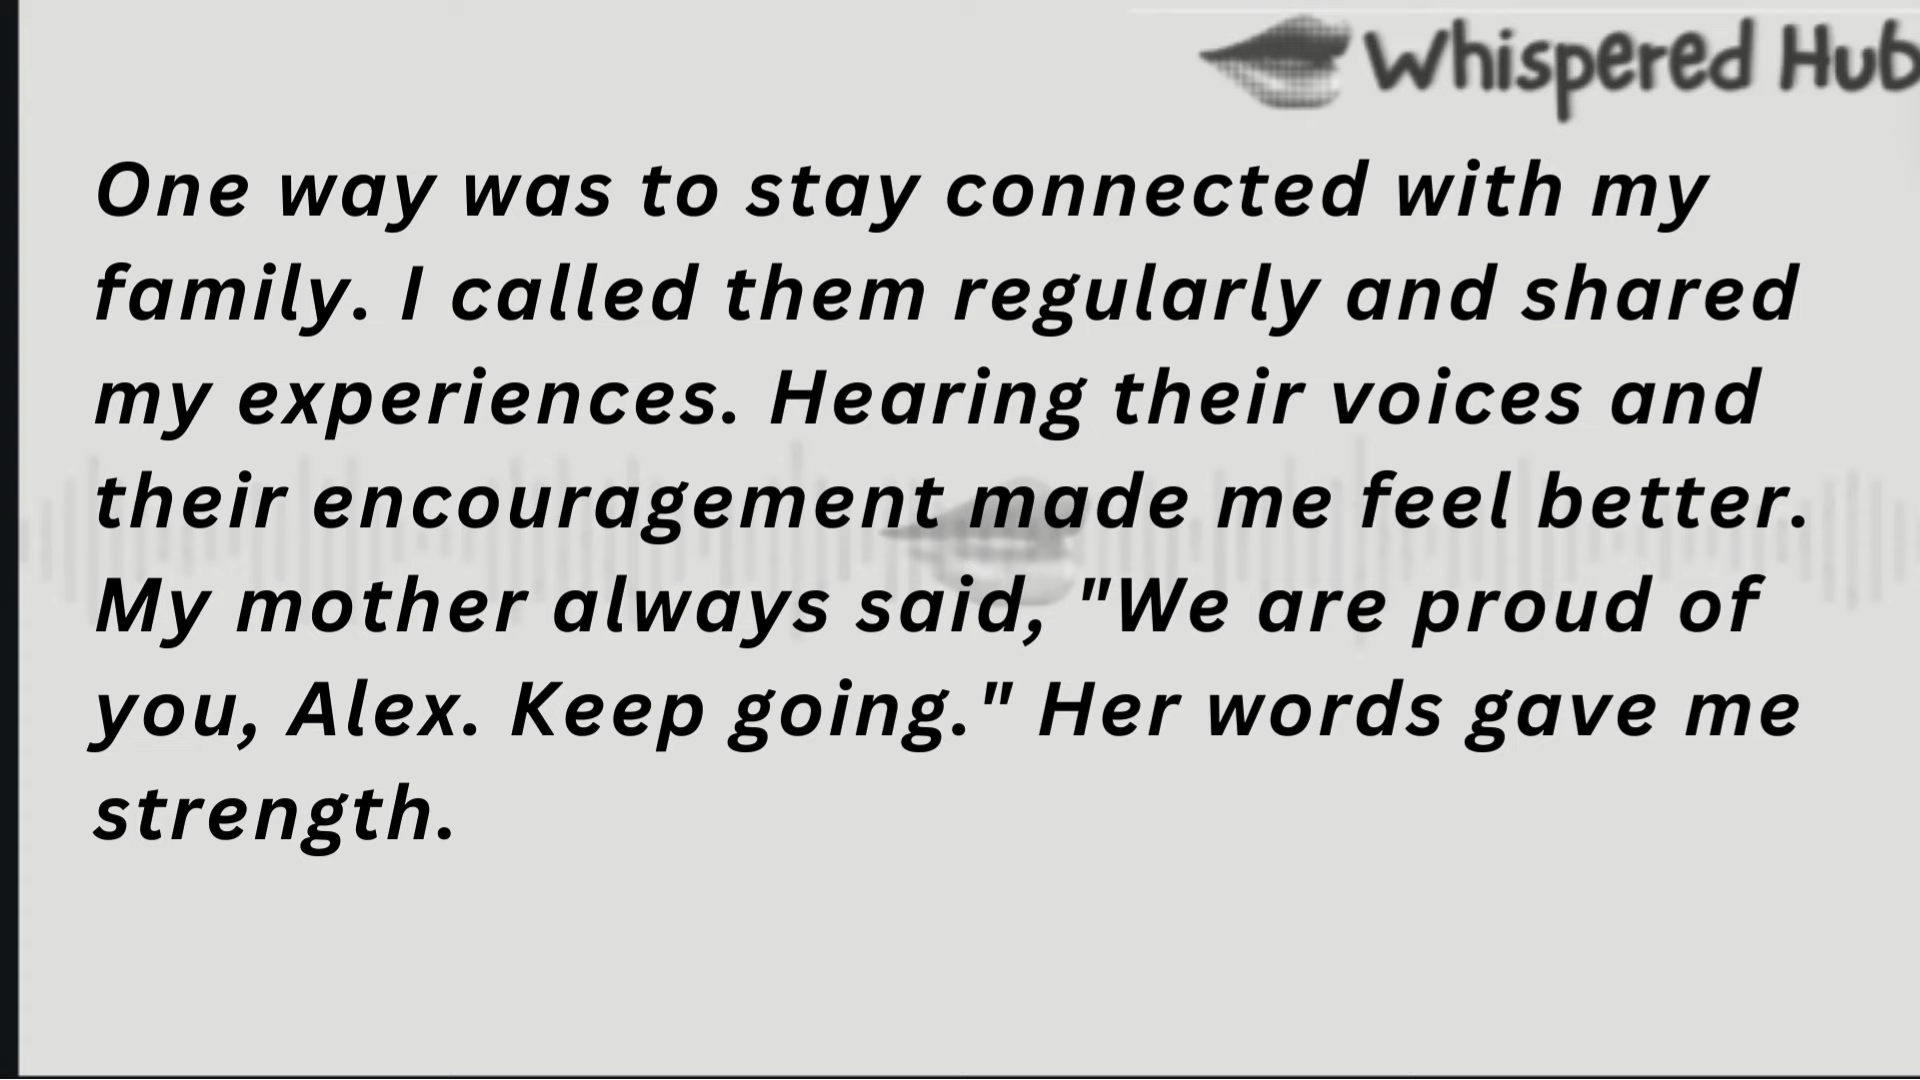 Whispered Hub
One way was to stay connected with my
family. I called them regularly and shared
my experiences. Hearing their voices and
their encouragement made me feel better.
My mother always said, "We are proud of
you, Alex. Keep going." Her words gave me
strength.